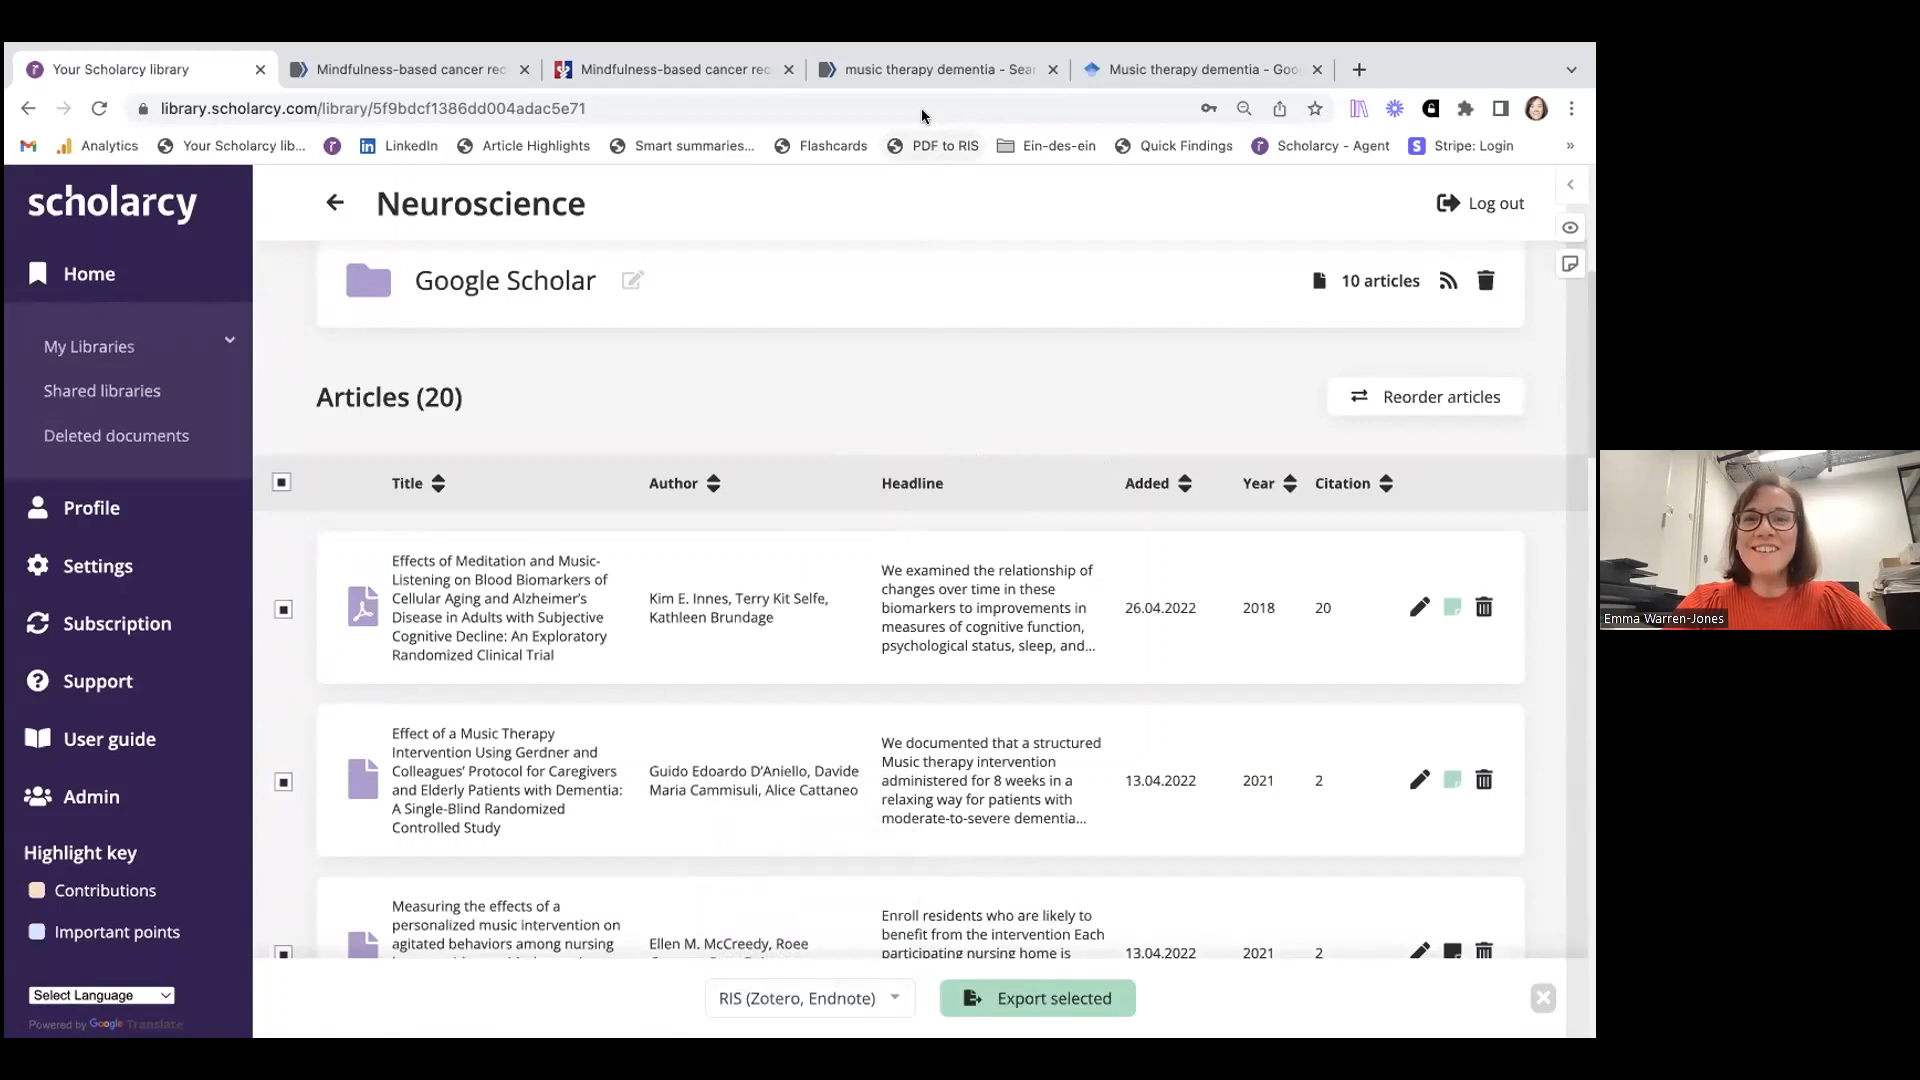 Your Scholarcy library
Mindfulness-based cancer rec
Mindfulness-based cancer rec
music therapy dementia - Sear
Music therapy dementia - Goo
library.scholarcy.com/library/5f9bdcf1386dd004adac5e71
Analytics
Your Scholarcy lib...
LinkedIn
Article Highlights
Smart summaries...
Flashcards
PDF to RIS
Ein-des-ein
Quick Findings
Scholarcy - Agent
Stripe: Login
»
scholarcy
Home
My Libraries
Shared libraries
Deleted documents
Profile
Settings
Subscription
Support
User guide
Admin
Highlight key
Contributions
Important points
Select Language
Powered by Google Translate
Neuroscience
Log out
Google Scholar
10 articles
Articles (20)
Reorder articles
Title
Author
Headline
Added
Year
Citation
Effects of Meditation and Music-
Listening on Blood Biomarkers of
Cellular Aging and Alzheimer's
Disease in Adults with Subjective
Cognitive Decline: An Exploratory
Randomized Clinical Trial
Kim E. Innes, Terry Kit Selfe,
Kathleen Brundage
We examined the relationship of
changes over time in these
biomarkers to improvements in
measures of cognitive function,
psychological status, sleep, and...
26.04.2022
2018
20
Effect of a Music Therapy
Intervention Using Gerdner and
Colleagues' Protocol for Caregivers
and Elderly Patients with Dementia:
A Single-Blind Randomized
Controlled Study
Guido Edoardo D'Aniello, Davide
Maria Cammisuli, Alice Cattaneo
We documented that a structured
Music therapy intervention
administered for 8 weeks in a
relaxing way for patients with
moderate-to-severe dementia...
13.04.2022
2021
2
Measuring the effects of a
personalized music intervention on
agitated behaviors among nursing
Ellen M. McCreedy, Roee
Enroll residents who are likely to
benefit from the intervention Each
participating nursing home is
13.04.2022
2021
2
RIS (Zotero, Endnote)
Export selected
Emma Warren-Jones